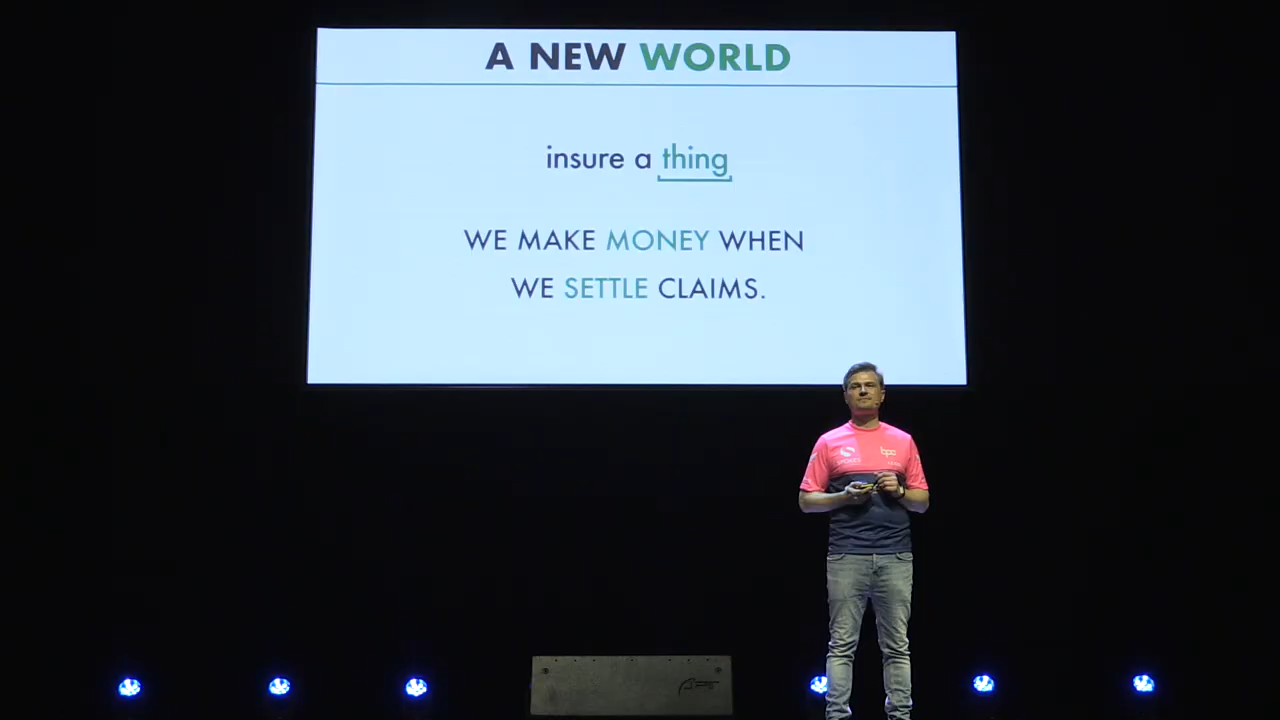 A NEW WORLD
insure a thing
WE MAKE MONEY WHEN
WE SETTLE CLAIMS.